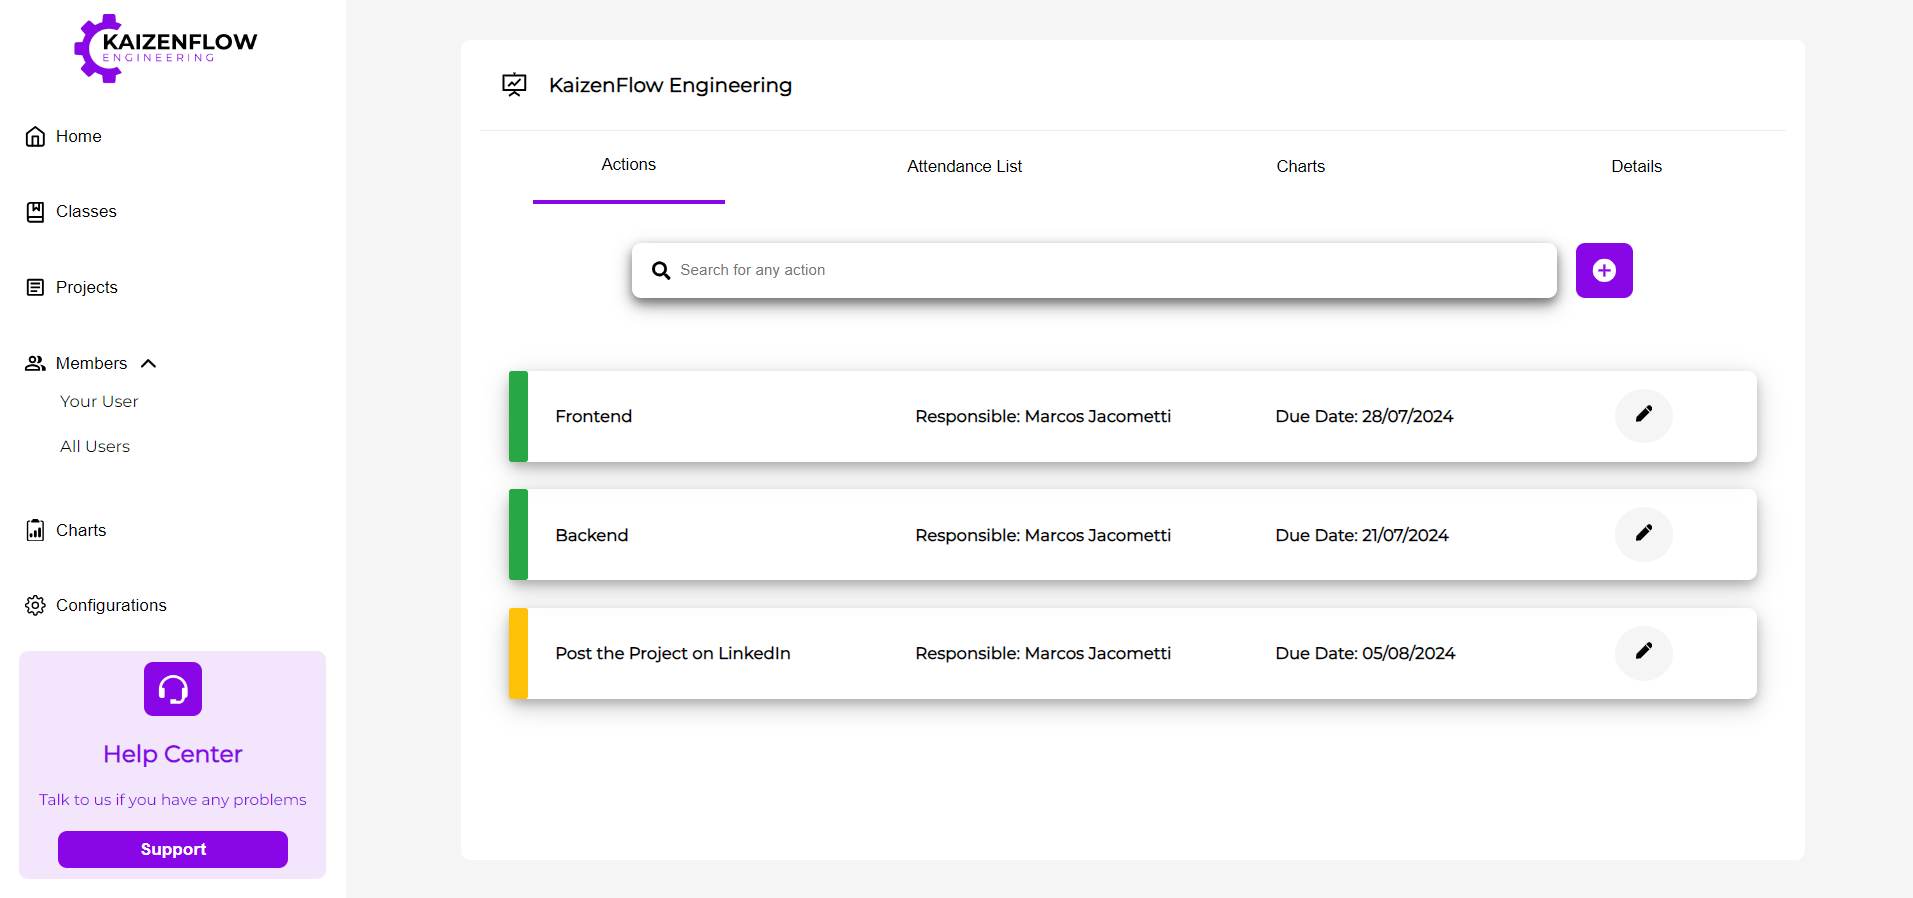 KAIZENFLOW
ENGINEERING
Home
Classes
Projects
Members
Your User
All Users
Charts
Configurations
Help Center
Talk to us if you have any problems
Support
KaizenFlow Engineering
Actions Attendance List Charts Details
Search for any action
Frontend Responsible: Marcos Jacometti Due Date: 28/07/2024
Backend Responsible: Marcos Jacometti Due Date: 21/07/2024
Post the Project on LinkedIn Responsible: Marcos Jacometti Due Date: 05/08/2024